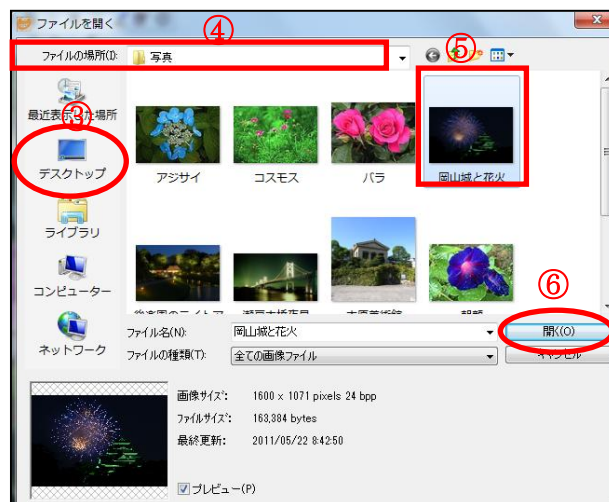 ファイルを開く
④
ファイルの場所(I):
写真
⑤
最近表示した場所
③
デスクトップ
ライブラリ
コンピューター
ネットワーク
アジサイ
コスモス
バラ
岡山城と花火
⑥
ファイル名(N):
岡山城と花火
開く(O)
ファイルの種類(T):
全ての画像ファイル
キャンセル
画像サイズ:
1600 x 1071 pixels 24 bpp
ファイルサイズ:
163,384 bytes
最終更新:
2011/05/22 8:42:50
プレビュー(P)